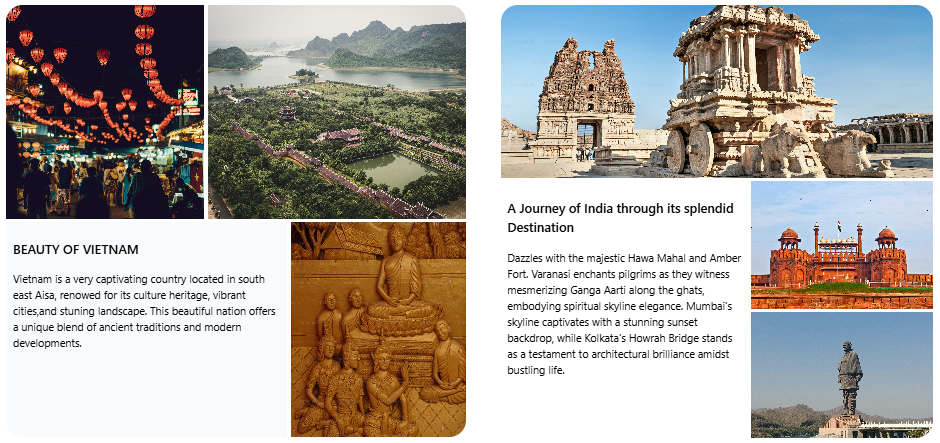 BEAUTY OF VIETNAM
Vietnam is a very captivating country located in south
east Aisa, renowed for its culture heritage, vibrant
cities,and stuning landscape. This beautiful nation offers
a unique blend of ancient traditions and modern
developments.
A Journey of India through its splendid
Destination
Dazzles with the majestic Hawa Mahal and Amber
Fort. Varanasi enchants pilgrims as they witness
mesmerizing Ganga Aarti along the ghats,
embodying spiritual skyline elegance. Mumbai's
skyline captivates with a stunning sunset
backdrop, while Kolkata's Howrah Bridge stands
as a testament to architectural brilliance amidst
bustling life.